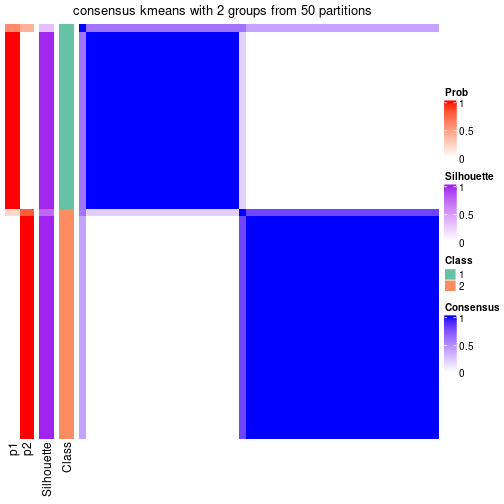 consensus kmeans with 2 groups from 50 partitions
Prob
1
0.5
0
Silhouette
1
0.5
0
Class
1
2
Consensus
1
0.5
0
p1
p2
Silhouette
Class